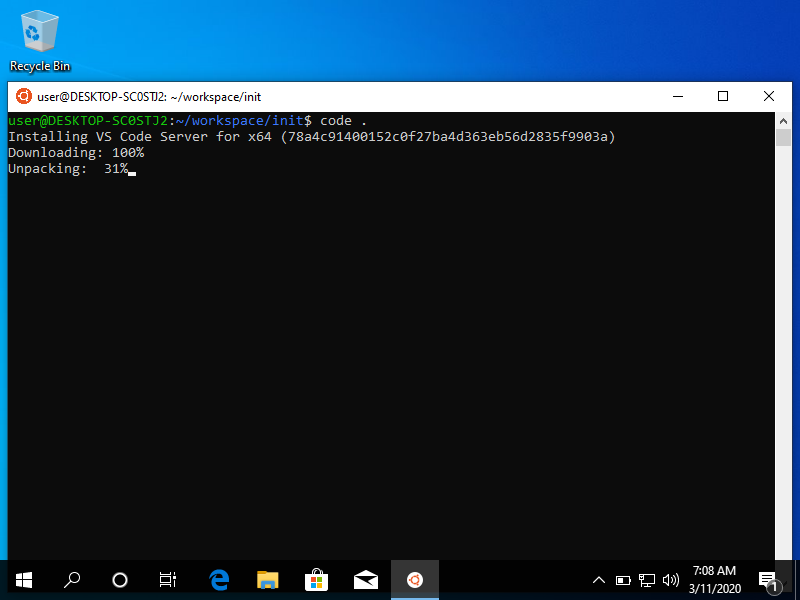 Recycle Bin
user@DESKTOP-SC0STJ2: ~/workspace/init
user@DESKTOP-SC0STJ2:~/workspace/init$ code .
Installing VS Code Server for x64 (78a4c91400152c0f27ba4d363eb56d2835f9903a)
Downloading: 100%
Unpacking:  31%
7:08 AM
3/11/2020
1